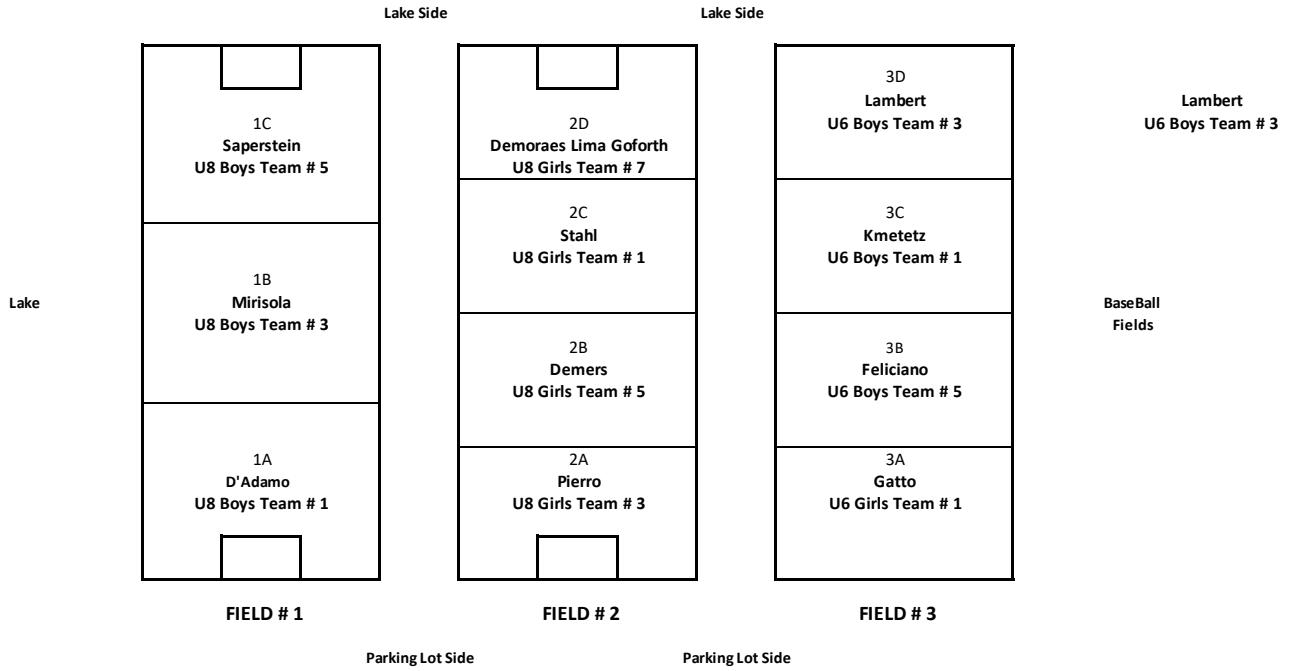 Lake Side
Lake Side
1C
Saperstein
U8 Boys Team # 5
2D
Demoraes Lima Goforth
U8 Girls Team # 7
3D
Lambert
U6 Boys Team # 3
Lambert
U6 Boys Team # 3
2C
Stahl
U8 Girls Team # 1
3C
Kmetetz
U6 Boys Team # 1
Lake
1B
Mirisola
U8 Boys Team # 3
BaseBall
Fields
2B
Demers
U8 Girls Team # 5
3B
Feliciano
U6 Boys Team # 5
1A
D'Adamo
U8 Boys Team # 1
2A
Pierro
U8 Girls Team # 3
3A
Gatto
U6 Girls Team # 1
FIELD # 1
FIELD # 2
FIELD # 3
Parking Lot Side
Parking Lot Side